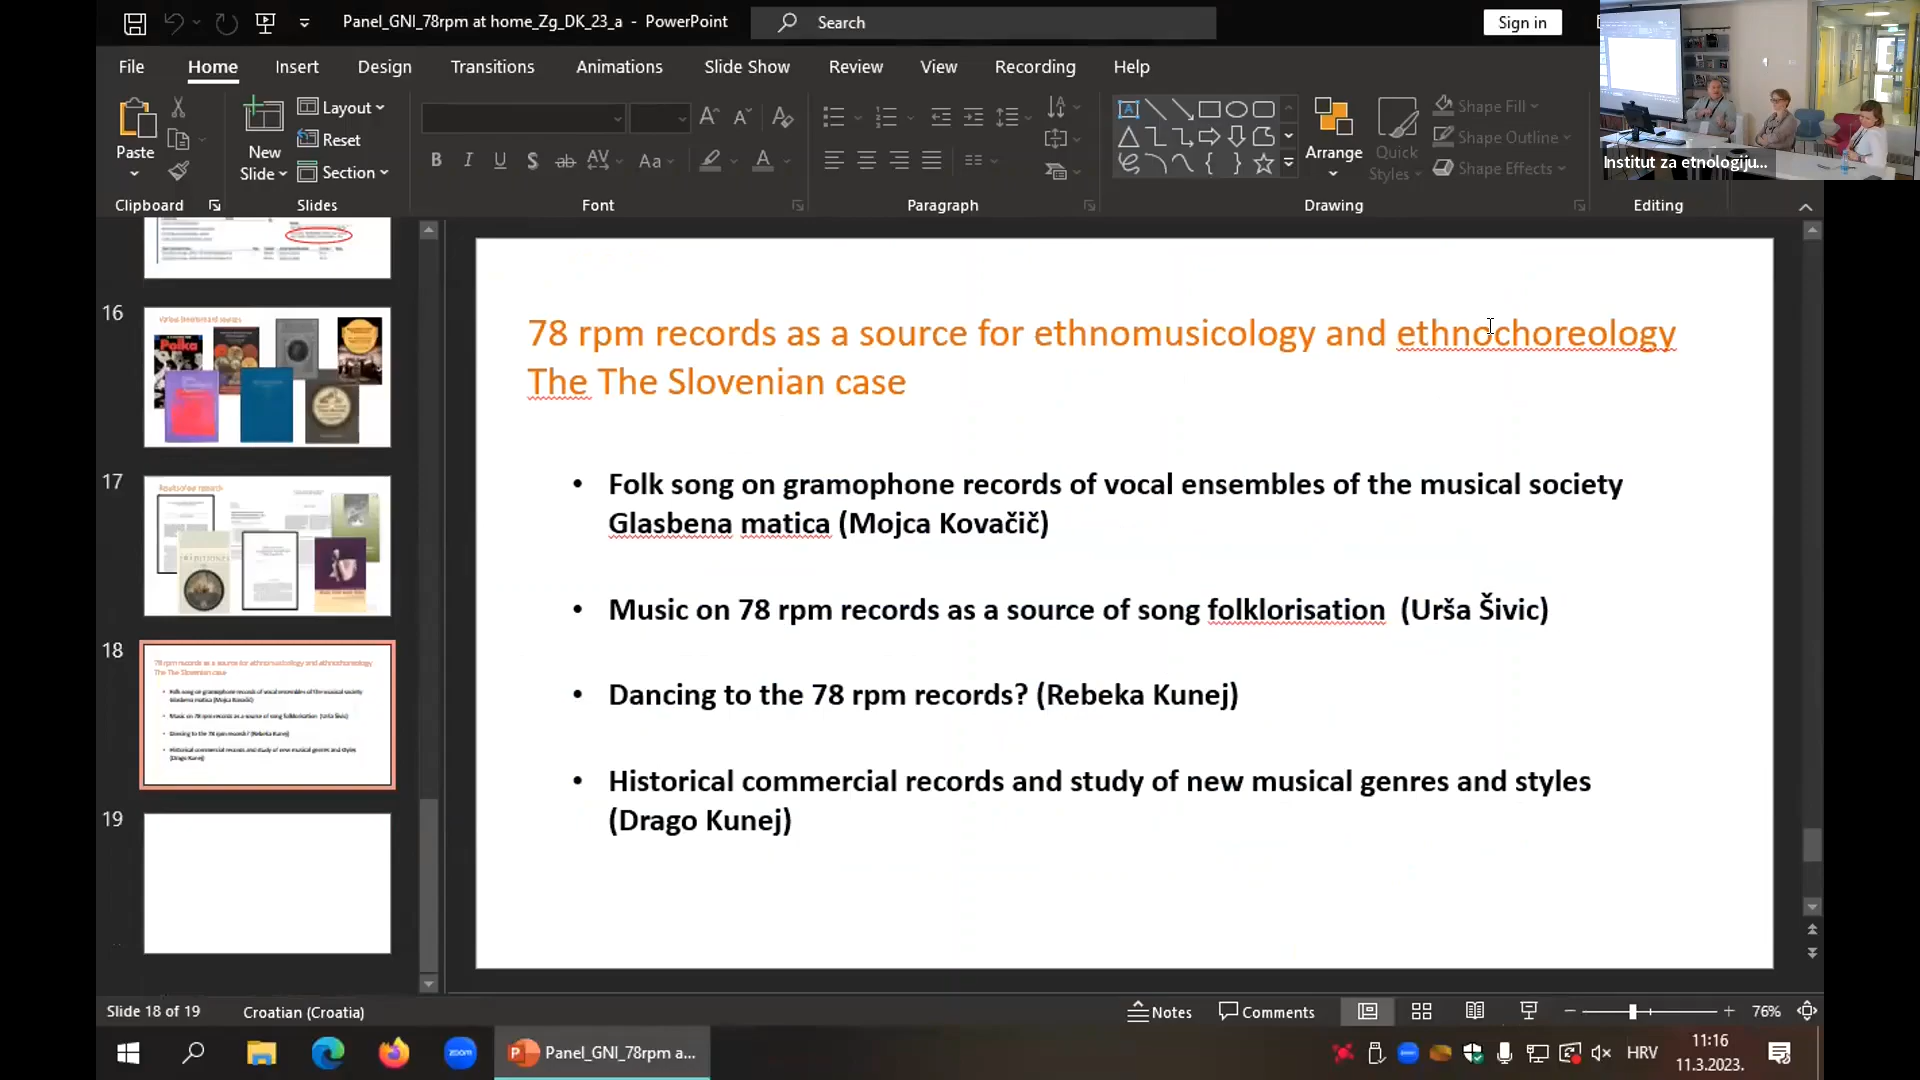 Panel_GNI_78rpm at home_Zg_DK_23_a - PowerPoint
Search
Sign in
File Home Insert Design Transitions Animations Slide Show Review View Recording Help
Paste
New Slide
Layout
Reset
Section
Arrange
Quick Styles
Shape Fill
Shape Outline
Shape Effects
Clipboard Slides Font Paragraph Drawing Editing
Institut za etnologiju...
16
17
18
19
78 rpm records as a source for ethnomusicology and ethnochoreology
The The Slovenian case
• Folk song on gramophone records of vocal ensembles of the musical society
Glasbena matica (Mojca Kovačič)
• Music on 78 rpm records as a source of song folklorisation (Urša Šivic)
• Dancing to the 78 rpm records? (Rebeka Kunej)
• Historical commercial records and study of new musical genres and styles
(Drago Kunej)
Slide 18 of 19 Croatian (Croatia) Notes Comments 76%
zoom
Panel_GNI_78rpm a...
HRV
11:16
11.3.2023.